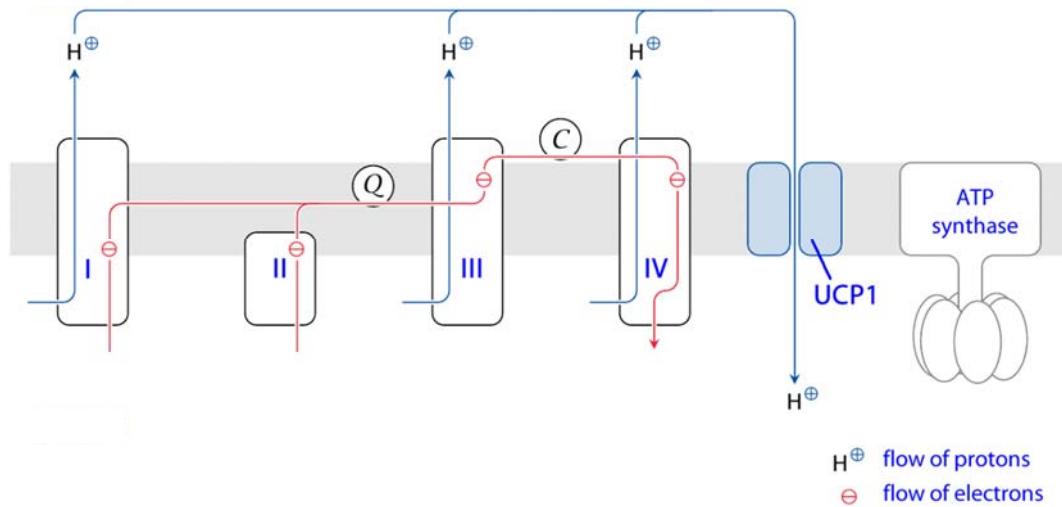 H⊕ H⊕ H⊕
C
Q
I II III IV
ATP
synthase
UCP1
H⊕
H⊕ flow of protons
⊖ flow of electrons